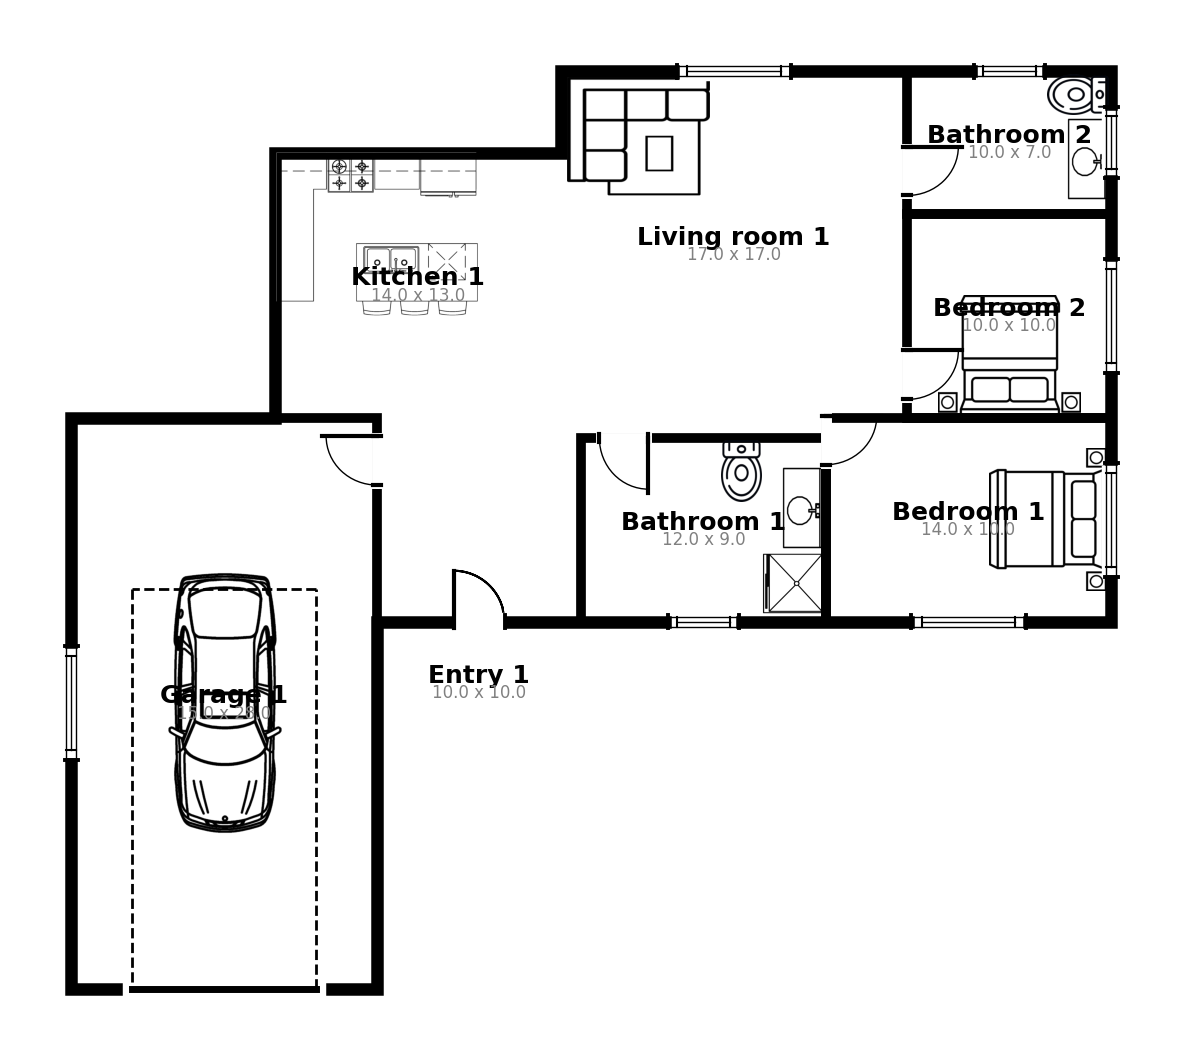 Bathroom 2
10.0 x 7.0
Living room 1
17.0 x 17.0
Kitchen 1
14.0 x 13.0
Bedroom 2
10.0 x 10.0
Bedroom 1
14.0 x 10.0
Bathroom 1
12.0 x 9.0
Entry 1
10.0 x 10.0
Garage 1
15.0 x 28.0